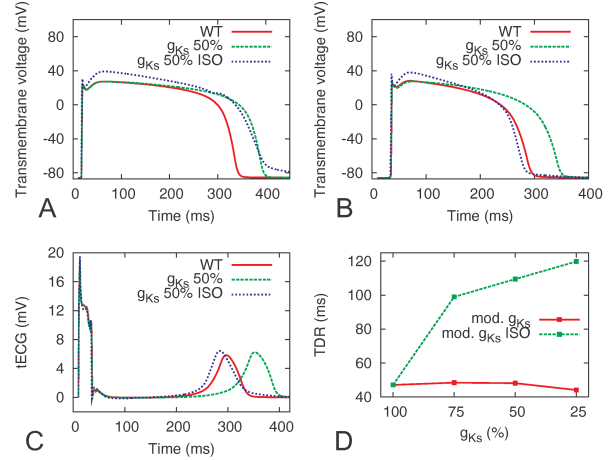 WT
gKs 50%
gKs 50% ISO
Transmembrane voltage (mV)
80
40
0
-40
-80
0 100 200 300 400
Time (ms)
A
WT
gKs 50%
gKs 50% ISO
Transmembrane voltage (mV)
80
40
0
-40
-80
0 100 200 300 400
Time (ms)
B
WT
gKs 50%
gKs 50% ISO
tECG (mV)
20
16
12
8
4
0
0 100 200 300 400
Time (ms)
C
mod. gKs
mod. gKs ISO
TDR (ms)
120
100
80
60
40
100 75 50 25
gKs (%)
D